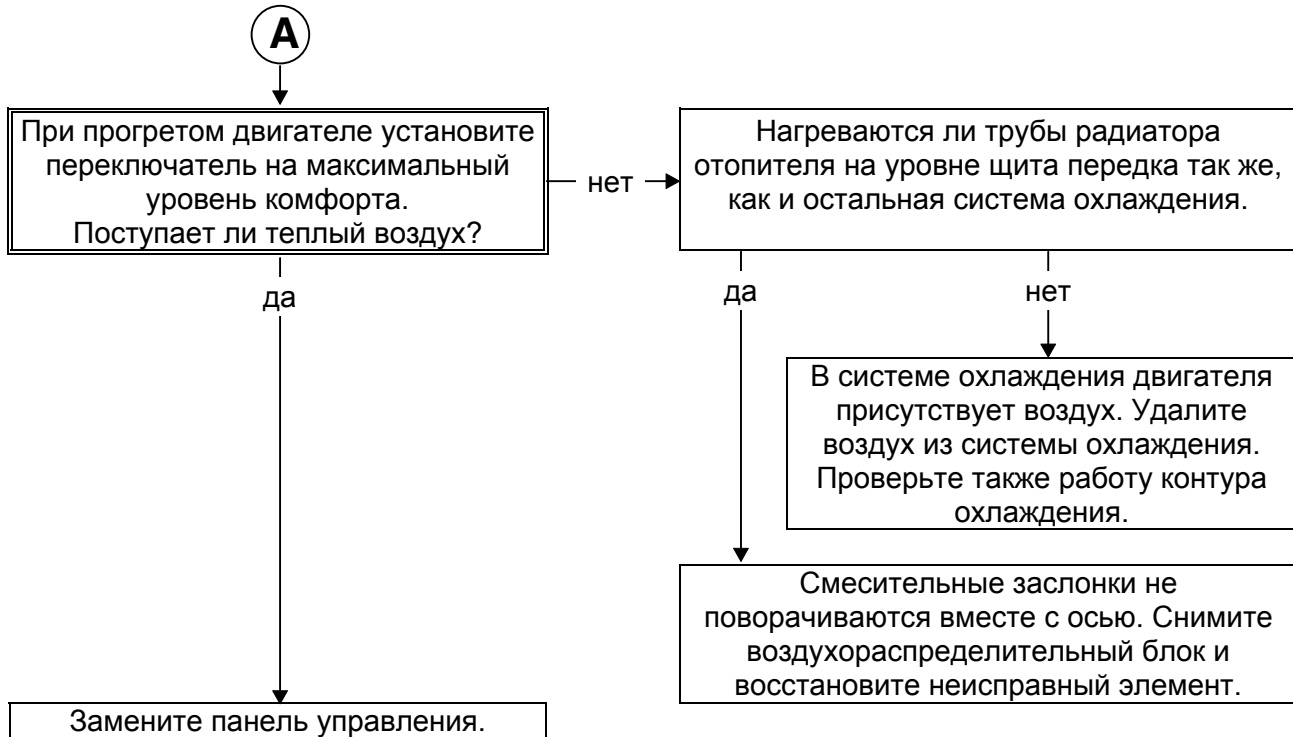 A
При прогретом двигателе установите
переключатель на максимальный
уровень комфорта.
Поступает ли теплый воздух?
нет
Нагреваются ли трубы радиатора
отопителя на уровне щита передка так же,
как и остальная система охлаждения.
да
да
нет
В системе охлаждения двигателя
присутствует воздух. Удалите
воздух из системы охлаждения.
Проверьте также работу контура
охлаждения.
Смесительные заслонки не
поворачиваются вместе с осью. Снимите
воздухораспределительный блок и
восстановите неисправный элемент.
Замените панель управления.